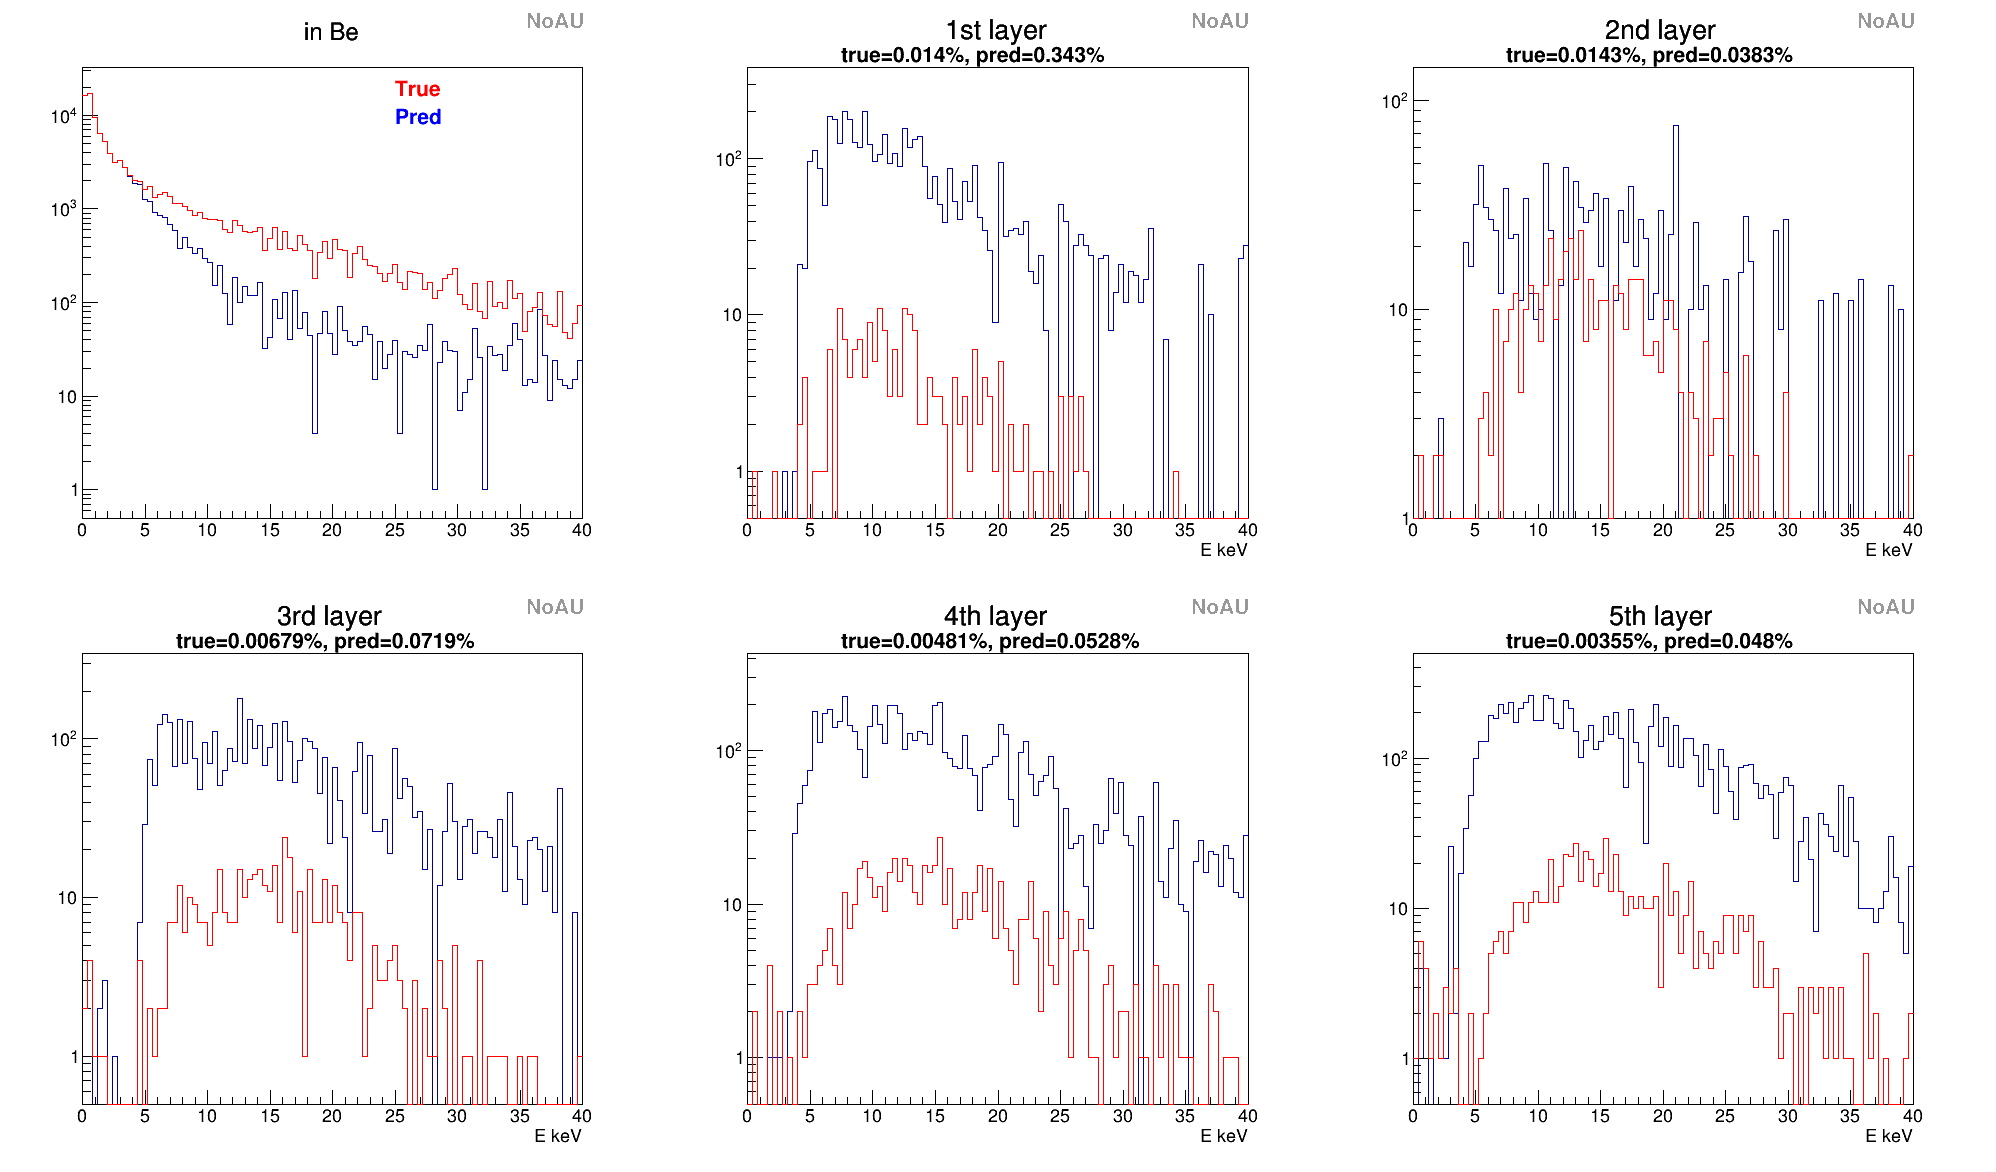 in Be
NoAU
True
Pred
10^4
10^3
10^2
10
1
0 5 10 15 20 25 30 35 40
1st layer
NoAU
true=0.014%, pred=0.343%
10^2
10
1
0 5 10 15 20 25 30 35 40
E keV
2nd layer
NoAU
true=0.0143%, pred=0.0383%
10^2
10
1
0 5 10 15 20 25 30 35 40
E keV
3rd layer
NoAU
true=0.00679%, pred=0.0719%
10^2
10
1
0 5 10 15 20 25 30 35 40
E keV
4th layer
NoAU
true=0.00481%, pred=0.0528%
10^2
10
1
0 5 10 15 20 25 30 35 40
E keV
5th layer
NoAU
true=0.00355%, pred=0.048%
10^2
10
1
0 5 10 15 20 25 30 35 40
E keV